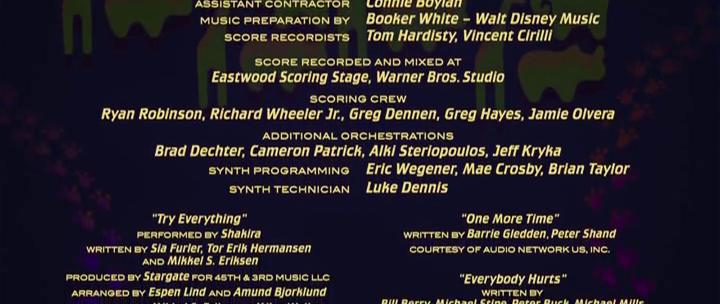 ASSISTANT CONTRACTOR Connie Boylan
MUSIC PREPARATION BY Booker White – Walt Disney Music
SCORE RECORDISTS Tom Hardisty, Vincent Cirilli
SCORE RECORDED AND MIXED AT
Eastwood Scoring Stage, Warner Bros. Studio
SCORING CREW
Ryan Robinson, Richard Wheeler Jr., Greg Dennen, Greg Hayes, Jamie Olvera
ADDITIONAL ORCHESTRATIONS
Brad Dechter, Cameron Patrick, Alki Steriopoulos, Jeff Kryka
SYNTH PROGRAMMING Eric Wegener, Mae Crosby, Brian Taylor
SYNTH TECHNICIAN Luke Dennis
"Try Everything"
PERFORMED BY Shakira
WRITTEN BY Sia Furler, Tor Erik Hermansen
AND Mikkel S. Eriksen
PRODUCED BY Stargate FOR 45TH & 3RD MUSIC LLC
ARRANGED BY Espen Lind AND Amund Bjorklund
"One More Time"
WRITTEN BY Barrie Gledden, Peter Shand
COURTESY OF AUDIO NETWORK US, INC.
"Everybody Hurts"
WRITTEN BY
Bill Berry, Michael Stipe, Peter Buck, Michael Mills